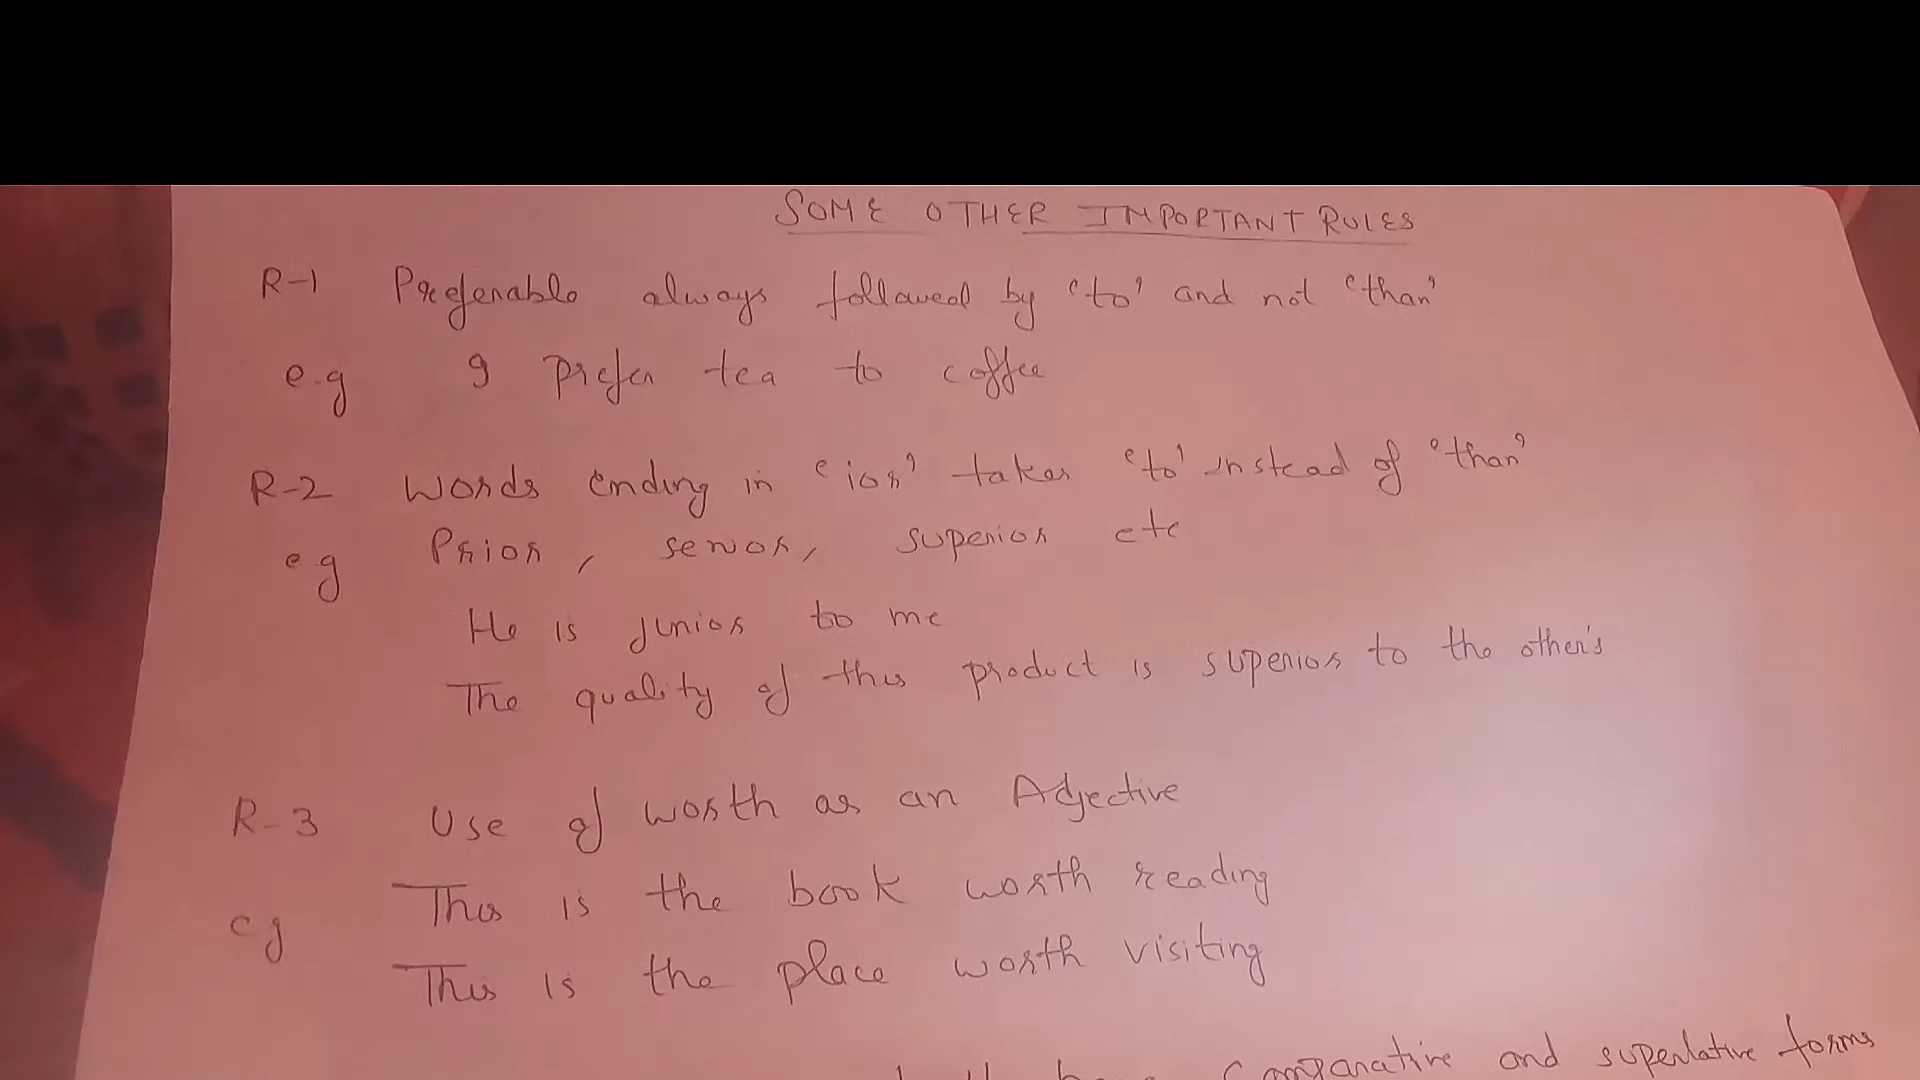 SOME OTHER IMPORTANT RULES
R-1 Preferable always followed by 'to' and not 'than'
e.g I prefer tea to coffee
R-2 Words ending in 'ior' takes 'to' instead of 'than'
eg Prior, senior, superior etc
He is junior to me
The quality of this product is superior to the other's
R-3 Use of worth as an Adjective
eg This is the book worth reading
This is the place worth visiting
comparative and superlative forms